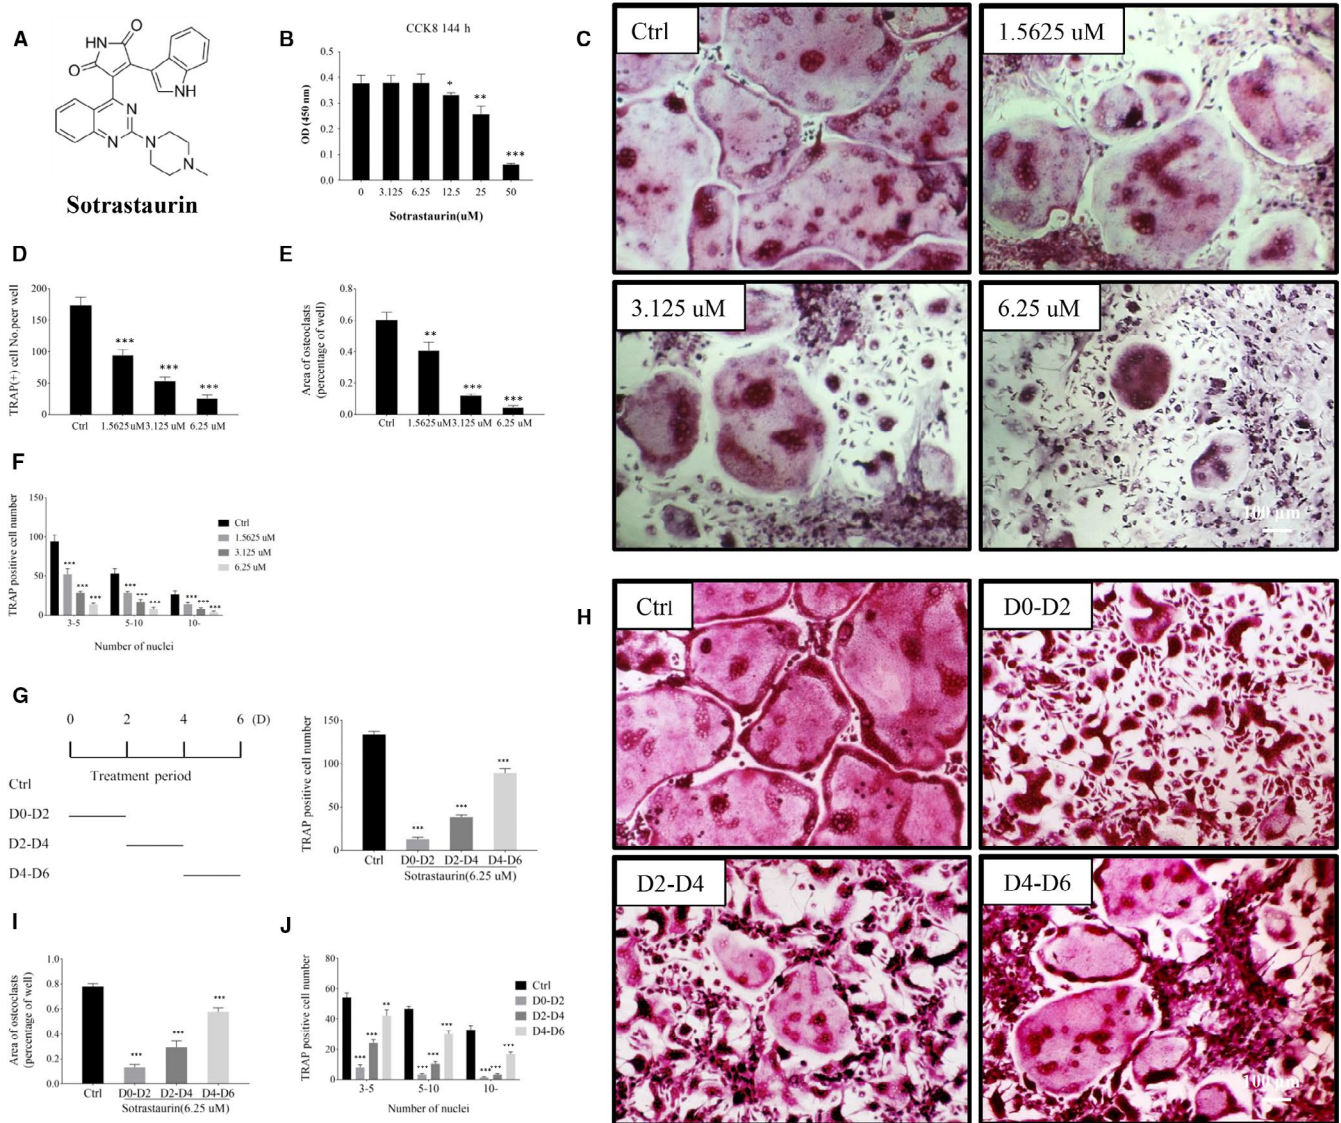 A
HN
O
O
NH
N
N
N
N
Sotrastaurin
B
CCK8 144 h
OD (450 nm)
0.5
0.4
0.3
0.2
0.1
0.0
*
**
***
0 3.125 6.25 12.5 25 50
Sotrastaurin(uM)
C
Ctrl
1.5625 uM
3.125 uM
6.25 uM
100 μm
D
TRAP(+) cell No.peer well
200
150
100
50
0
***
***
***
Ctrl 1.5625 uM 3.125 uM 6.25 uM
E
Area of osteoclasts
(percentage of well)
0.8
0.6
0.4
0.2
0.0
**
***
***
Ctrl 1.5625 uM 3.125 uM 6.25 uM
F
TRAP positive cell number
150
100
50
0
*** *** ***
*** *** ***
*** *** ***
Ctrl
1.5625 uM
3.125 uM
6.25 uM
3-5 5-10 10-
Number of nuclei
G
0 2 4 6 (D)
Treatment period
Ctrl
D0-D2
D2-D4
D4-D6
TRAP positive cell number
150
100
50
0
***
***
***
Ctrl D0-D2 D2-D4 D4-D6
Sotrastaurin(6.25 uM)
H
Ctrl
D0-D2
D2-D4
D4-D6
100 μm
I
Area of osteoclasts
(percentage of well)
1.0
0.8
0.6
0.4
0.2
0.0
***
***
***
Ctrl D0-D2 D2-D4 D4-D6
Sotrastaurin(6.25 uM)
J
TRAP positive cell number
80
60
40
20
0
*** *** **
*** *** ***
*** *** ***
Ctrl
D0-D2
D2-D4
D4-D6
3-5 5-10 10-
Number of nuclei